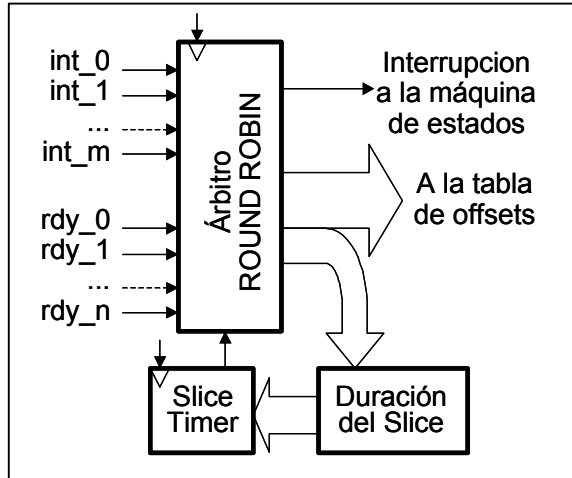 int_0
int_1
...
int_m
rdy_0
rdy_1
...
rdy_n
Árbitro
ROUND ROBIN
Interrupcion
a la máquina
de estados
A la tabla
de offsets
Slice
Timer
Duración
del Slice